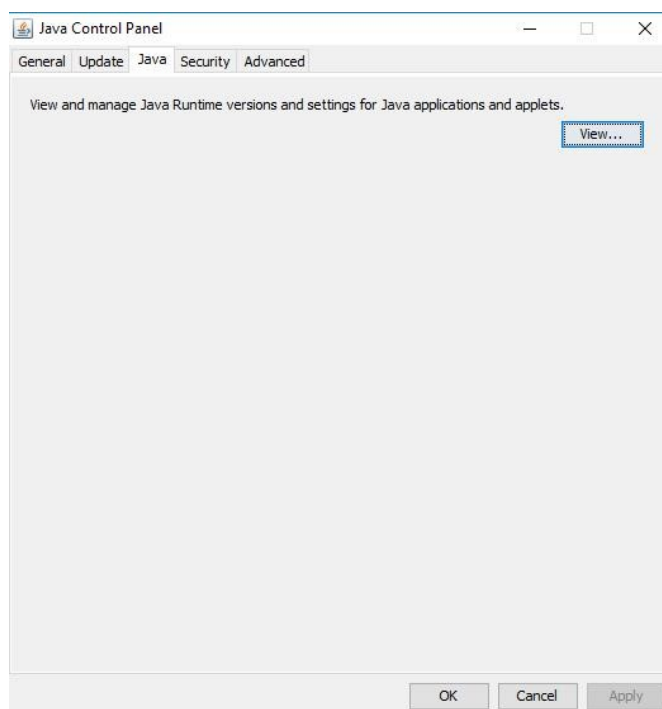 Java Control Panel
General Update Java Security Advanced
View and manage Java Runtime versions and settings for Java applications and applets.
View...
OK Cancel Apply